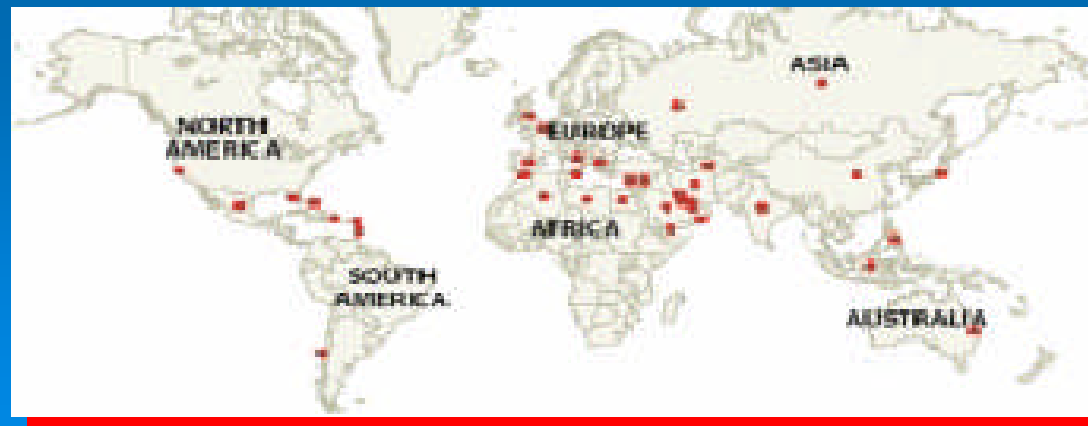 ASIA
NORTH
AMERICA
EUROPE
AFRICA
SOUTH
AMERICA
AUSTRALIA